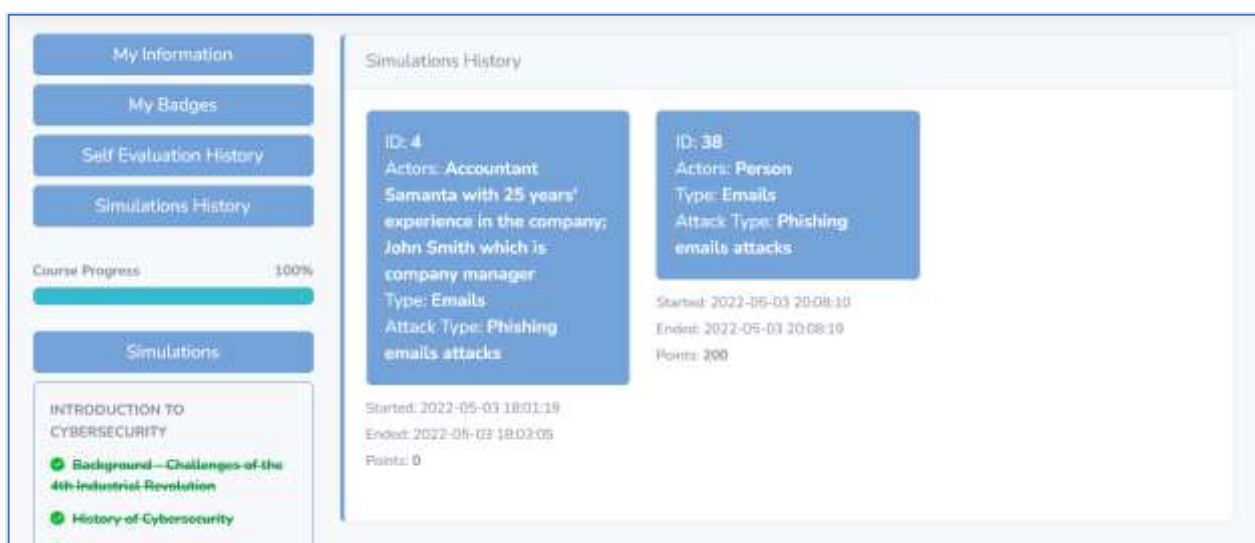 My Information
My Badges
Self Evaluation History
Simulations History
Course Progress 100%
Simulations
INTRODUCTION TO
CYBERSECURITY
Background - Challenges of the
4th Industrial Revolution
History of Cybersecurity
Simulations History
ID: 4
Actors: Accountant
Samanta with 25 years'
experience in the company;
John Smith which is
company manager
Type: Emails
Attack Type: Phishing
emails attacks
Started: 2022-05-03 18:01:19
Ended: 2022-05-03 18:03:05
Points: 0
ID: 38
Actors: Person
Type: Emails
Attack Type: Phishing
emails attacks
Started: 2022-05-03 20:08:10
Ended: 2022-05-03 20:08:19
Points: 200